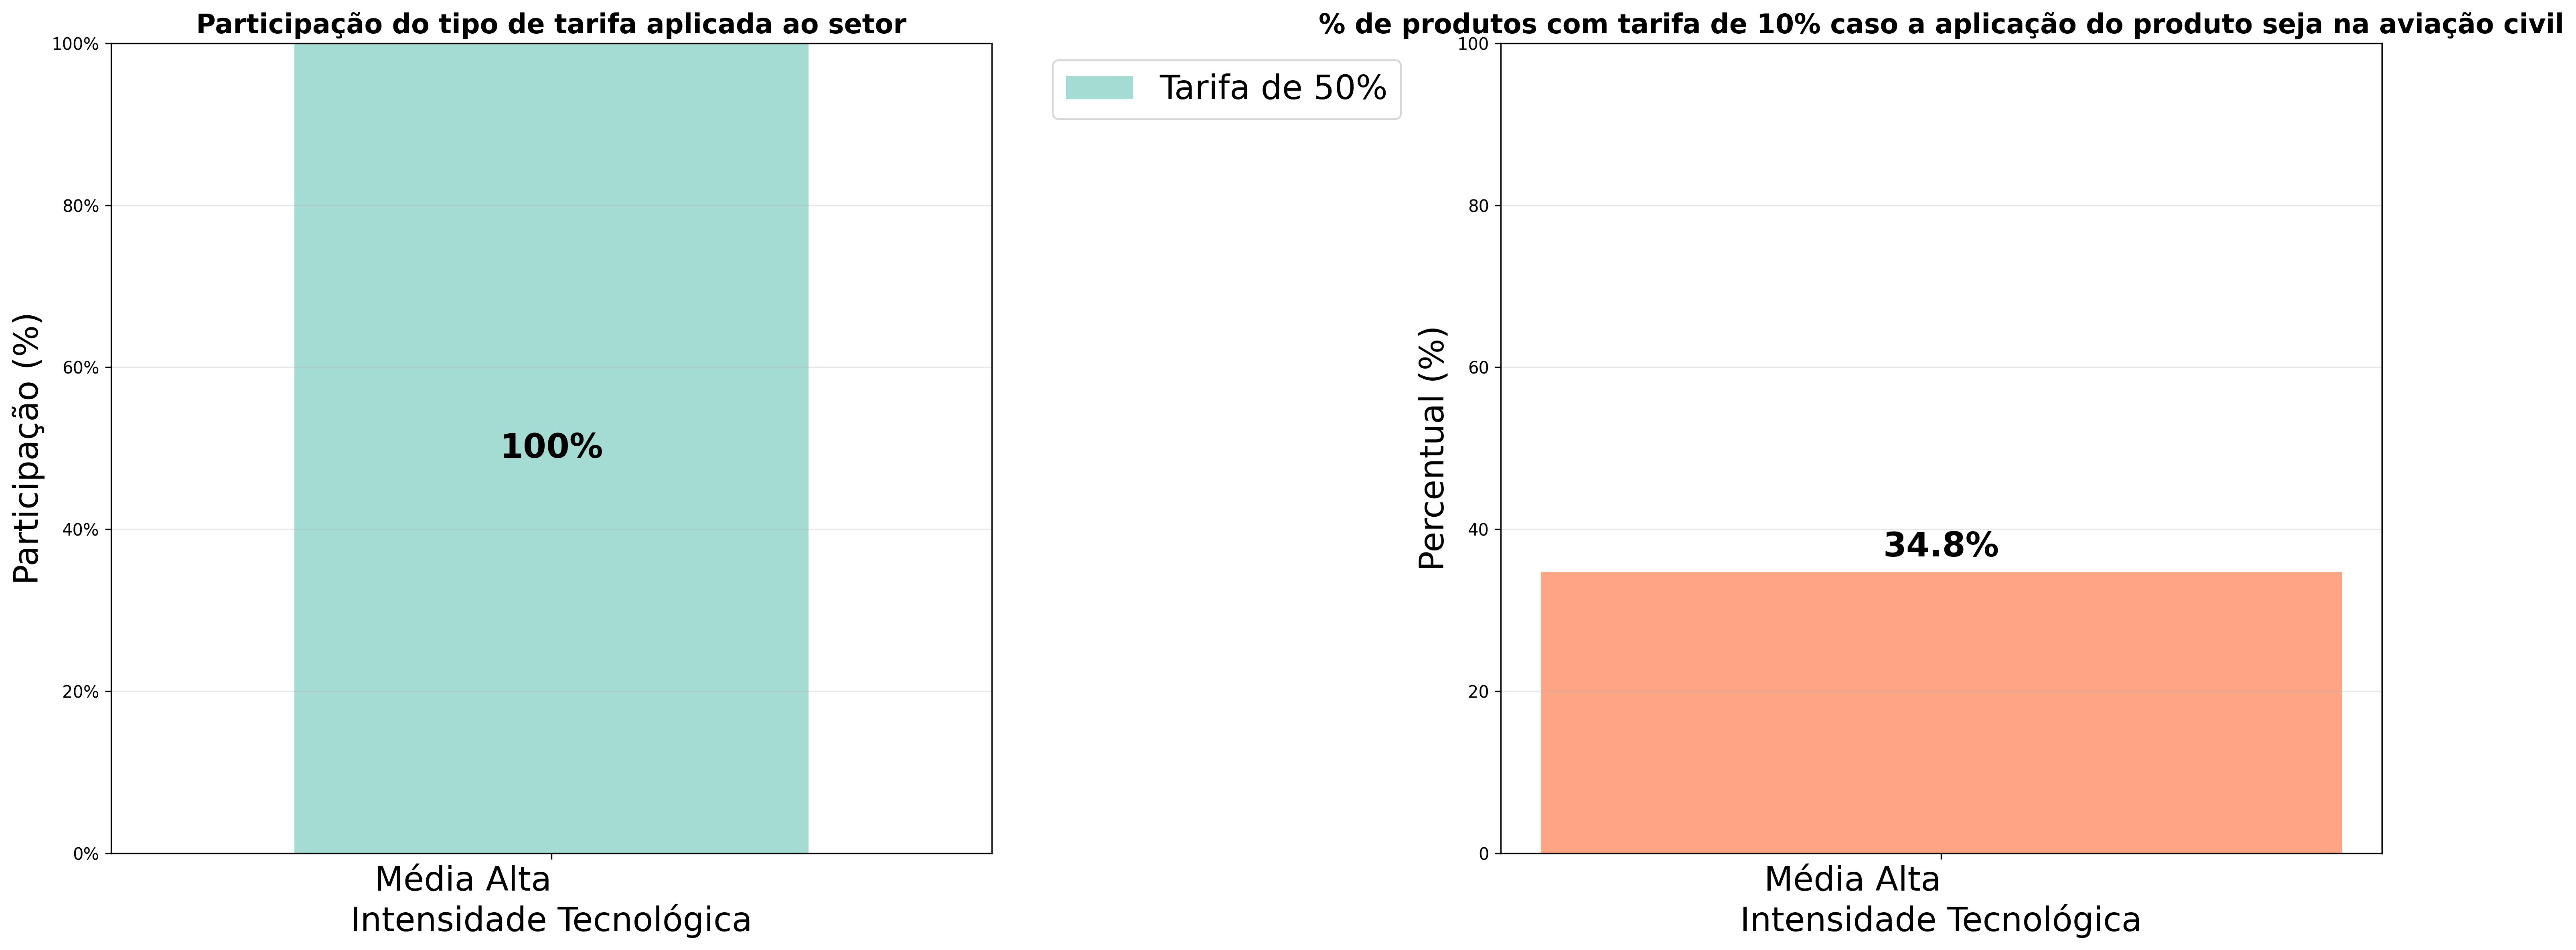 Participação do tipo de tarifa aplicada ao setor
Participação (%)
100%
80%
60%
40%
20%
0%
100%
Média Alta
Intensidade Tecnológica
Tarifa de 50%
% de produtos com tarifa de 10% caso a aplicação do produto seja na aviação civil
Percentual (%)
100
80
60
40
20
0
34.8%
Média Alta
Intensidade Tecnológica